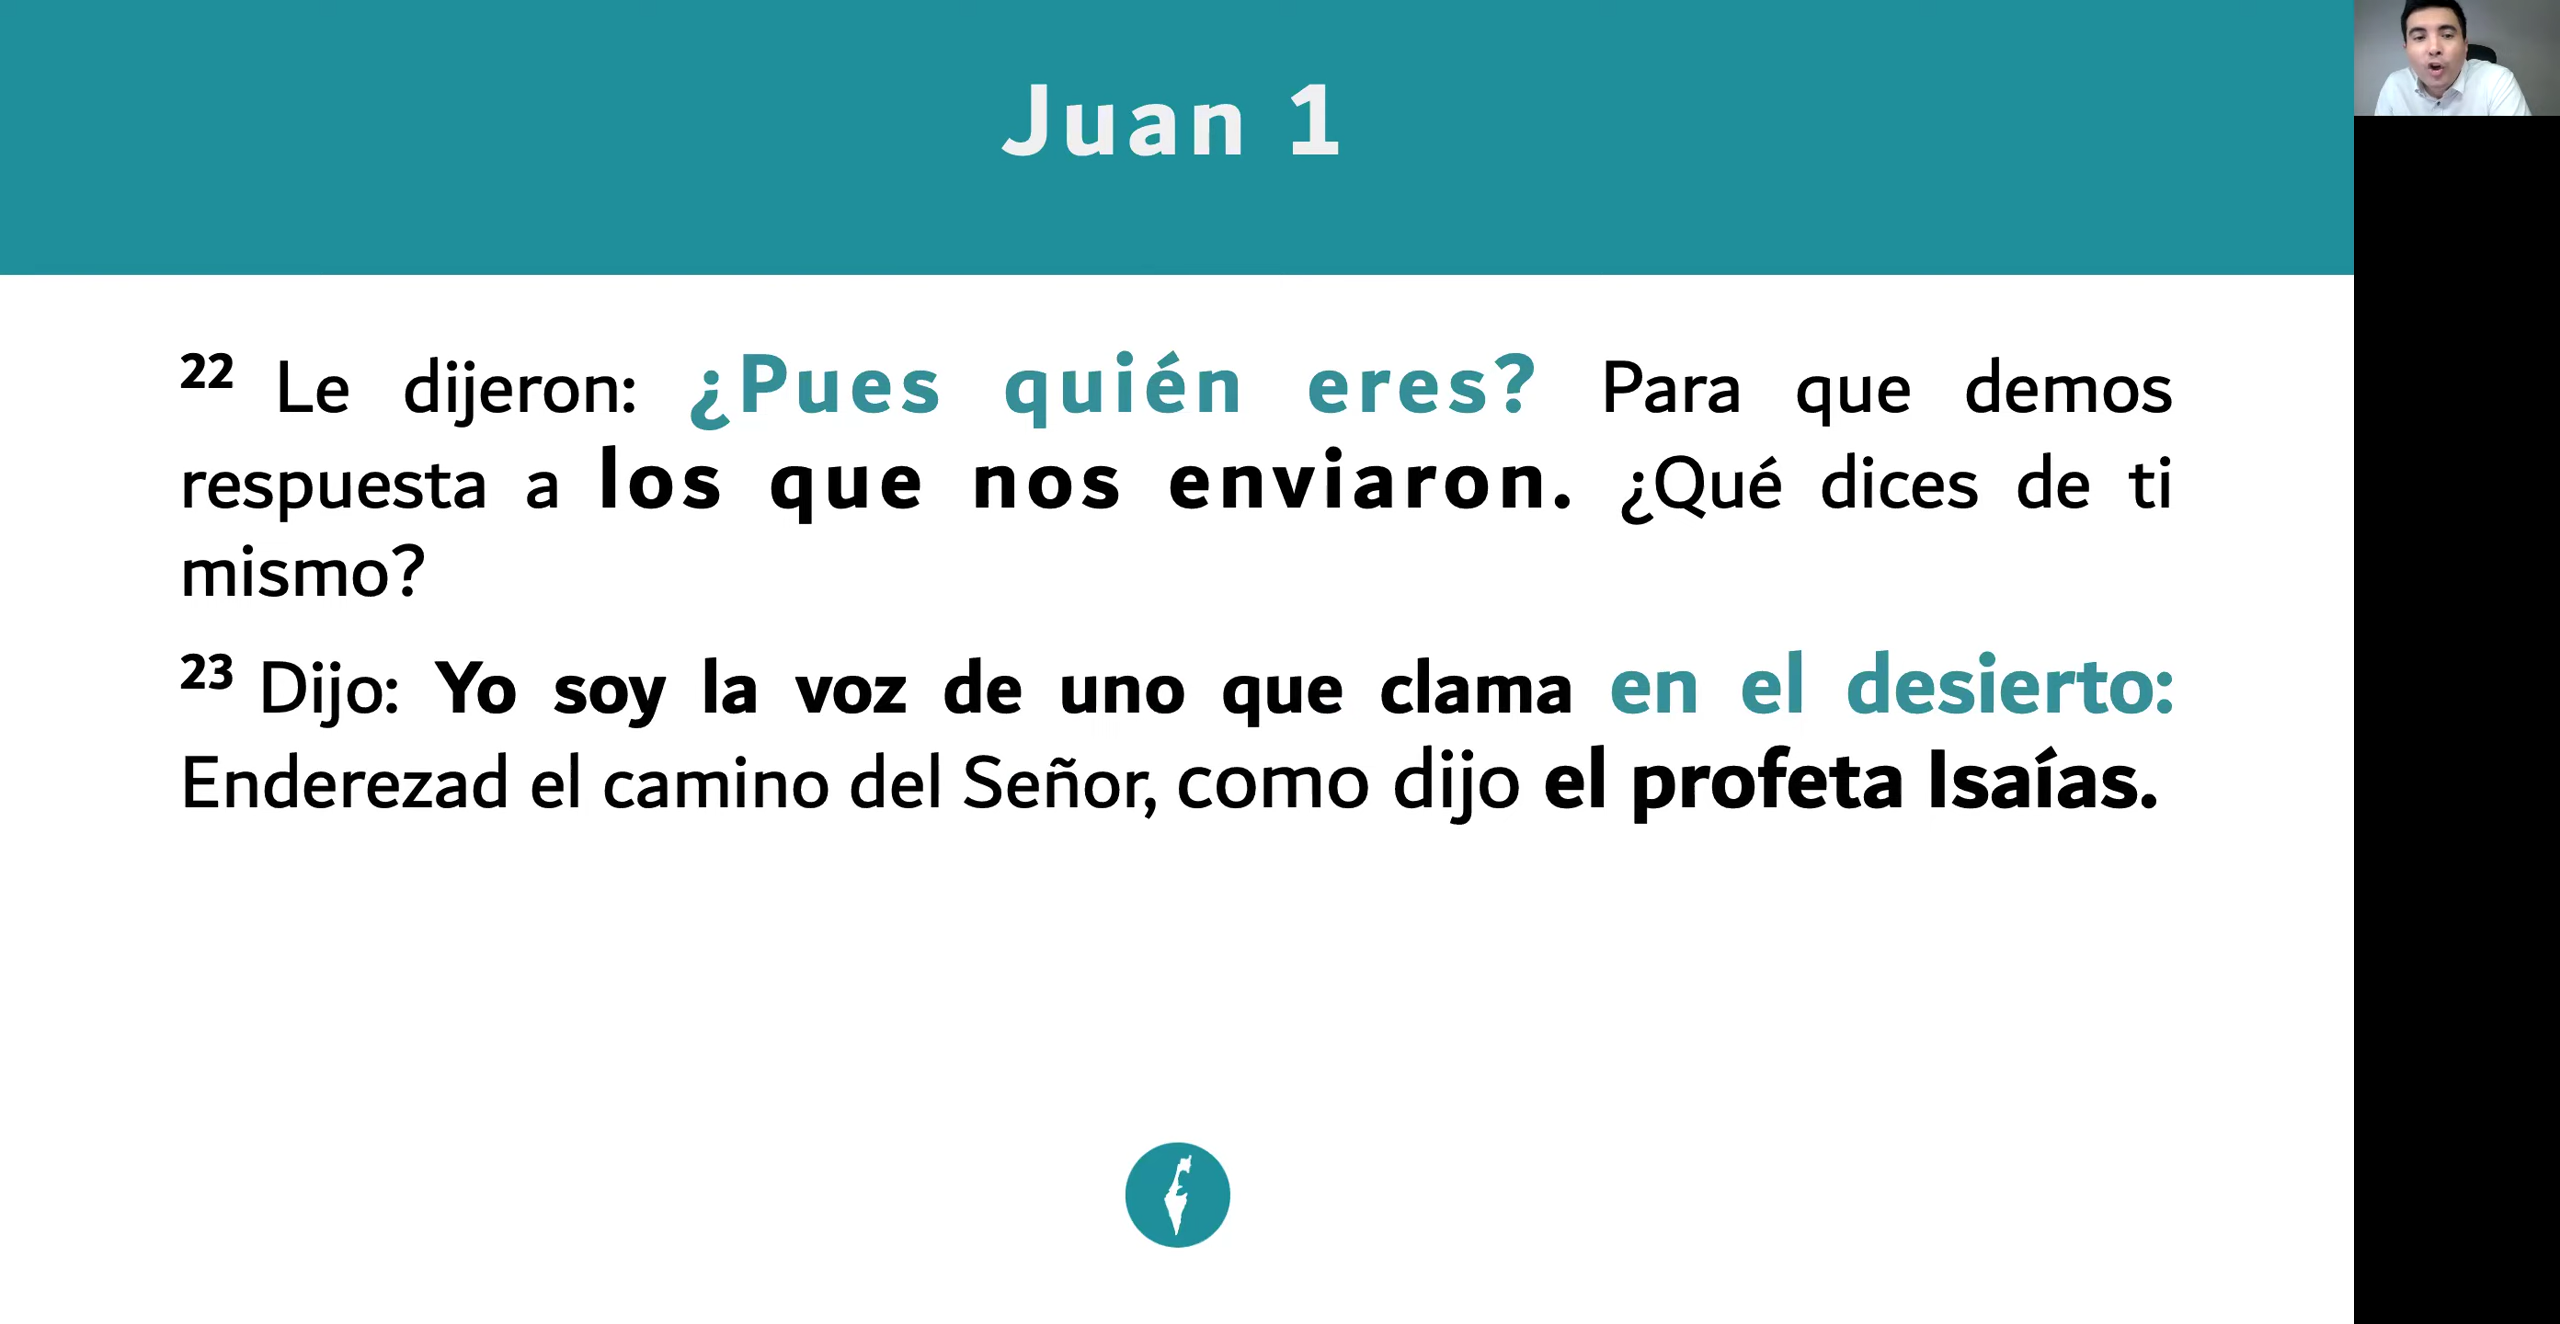 Juan 1
22 Le dijeron: ¿Pues quién eres? Para que demos
respuesta a los que nos enviaron. ¿Qué dices de ti
mismo?
23 Dijo: Yo soy la voz de uno que clama en el desierto:
Enderezad el camino del Señor, como dijo el profeta Isaías.